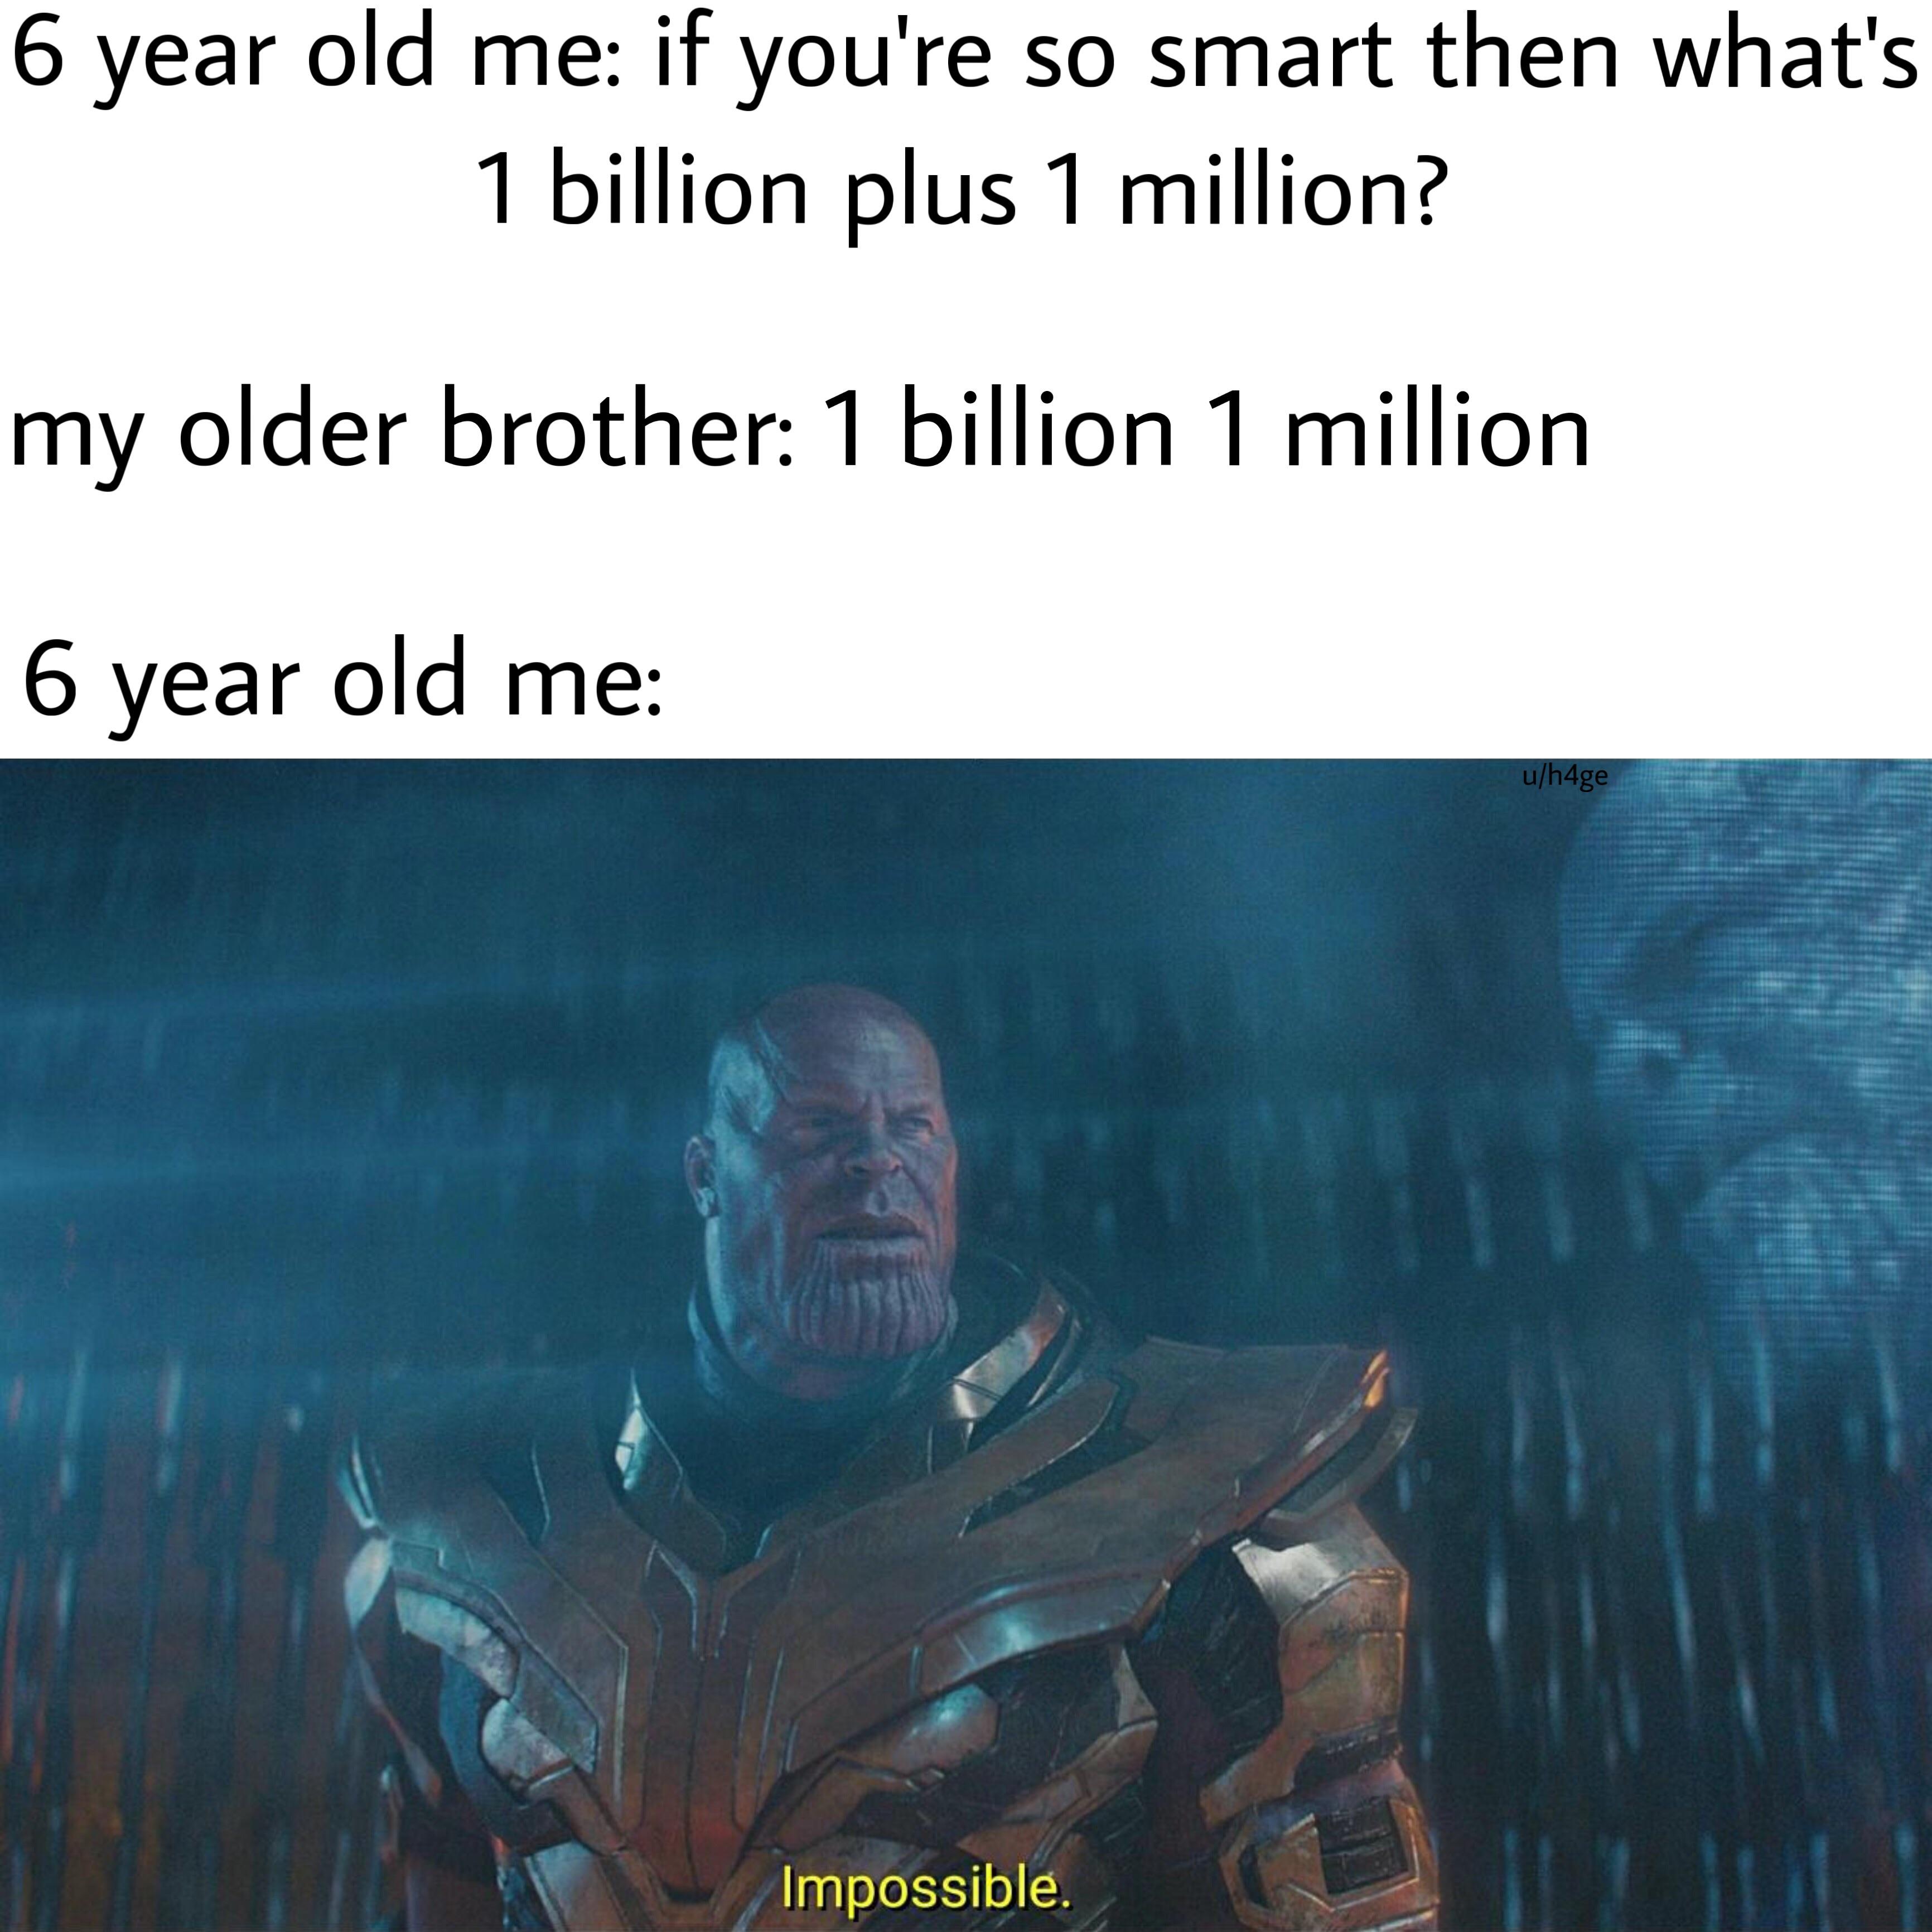 6 year old me: if you're so smart then what's
1 billion plus 1 million?
my older brother: 1 billion 1 million
6 year old me:
u/h4ge
Impossible.